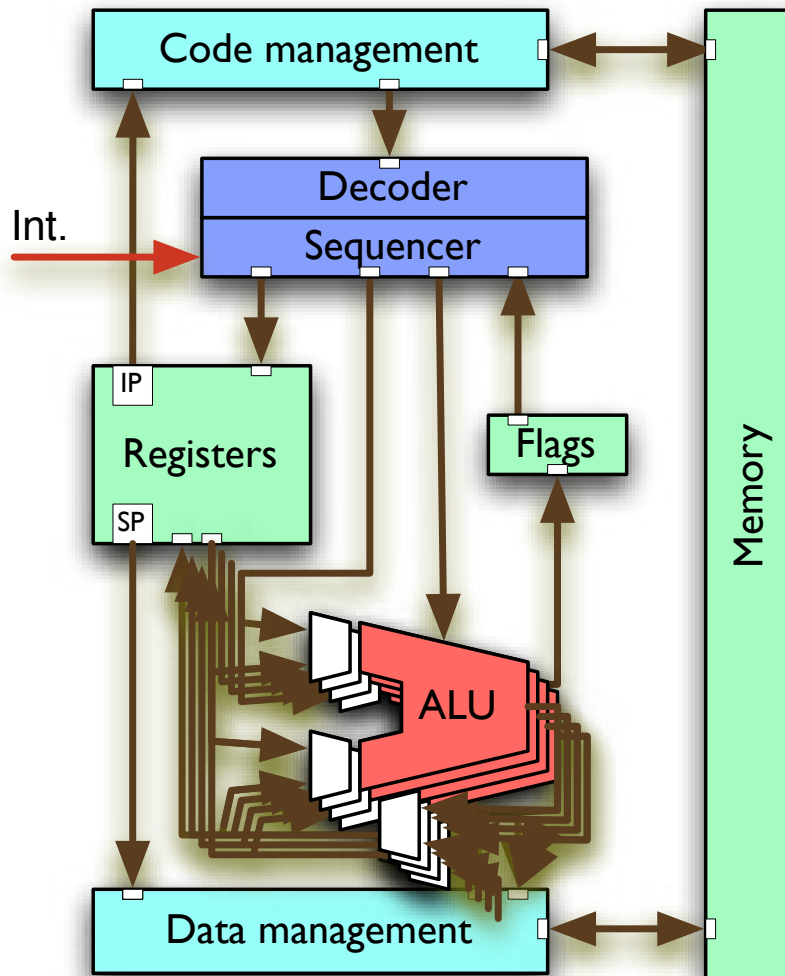 Code management
Decoder
Int.
Sequencer
IP
Registers
Flags
SP
Memory
ALU
Data management